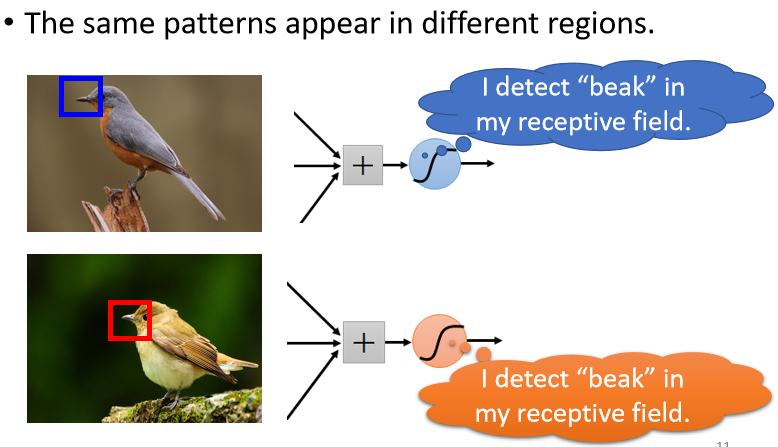 • The same patterns appear in different regions.
I detect “beak” in
my receptive field.
+
+
I detect “beak” in
my receptive field.
11